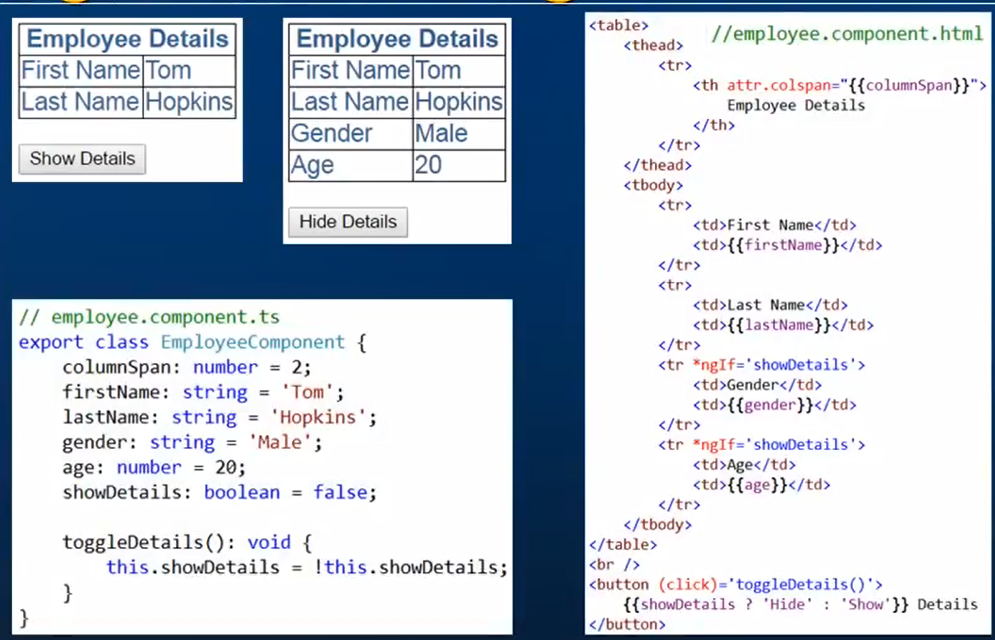 Employee Details
First Name Tom
Last Name Hopkins
Show Details
Employee Details
First Name Tom
Last Name Hopkins
Gender Male
Age 20
Hide Details
// employee.component.ts
export class EmployeeComponent {
    columnSpan: number = 2;
    firstName: string = 'Tom';
    lastName: string = 'Hopkins';
    gender: string = 'Male';
    age: number = 20;
    showDetails: boolean = false;

    toggleDetails(): void {
        this.showDetails = !this.showDetails;
    }
}
<table> //employee.component.html
    <thead>
        <tr>
            <th attr.colspan="{{columnSpan}}">
                Employee Details
            </th>
        </tr>
    </thead>
    <tbody>
        <tr>
            <td>First Name</td>
            <td>{{firstName}}</td>
        </tr>
        <tr>
            <td>Last Name</td>
            <td>{{lastName}}</td>
        </tr>
        <tr *ngIf='showDetails'>
            <td>Gender</td>
            <td>{{gender}}</td>
        </tr>
        <tr *ngIf='showDetails'>
            <td>Age</td>
            <td>{{age}}</td>
        </tr>
    </tbody>
</table>
<br />
<button (click)='toggleDetails()'>
    {{showDetails ? 'Hide' : 'Show'}} Details
</button>